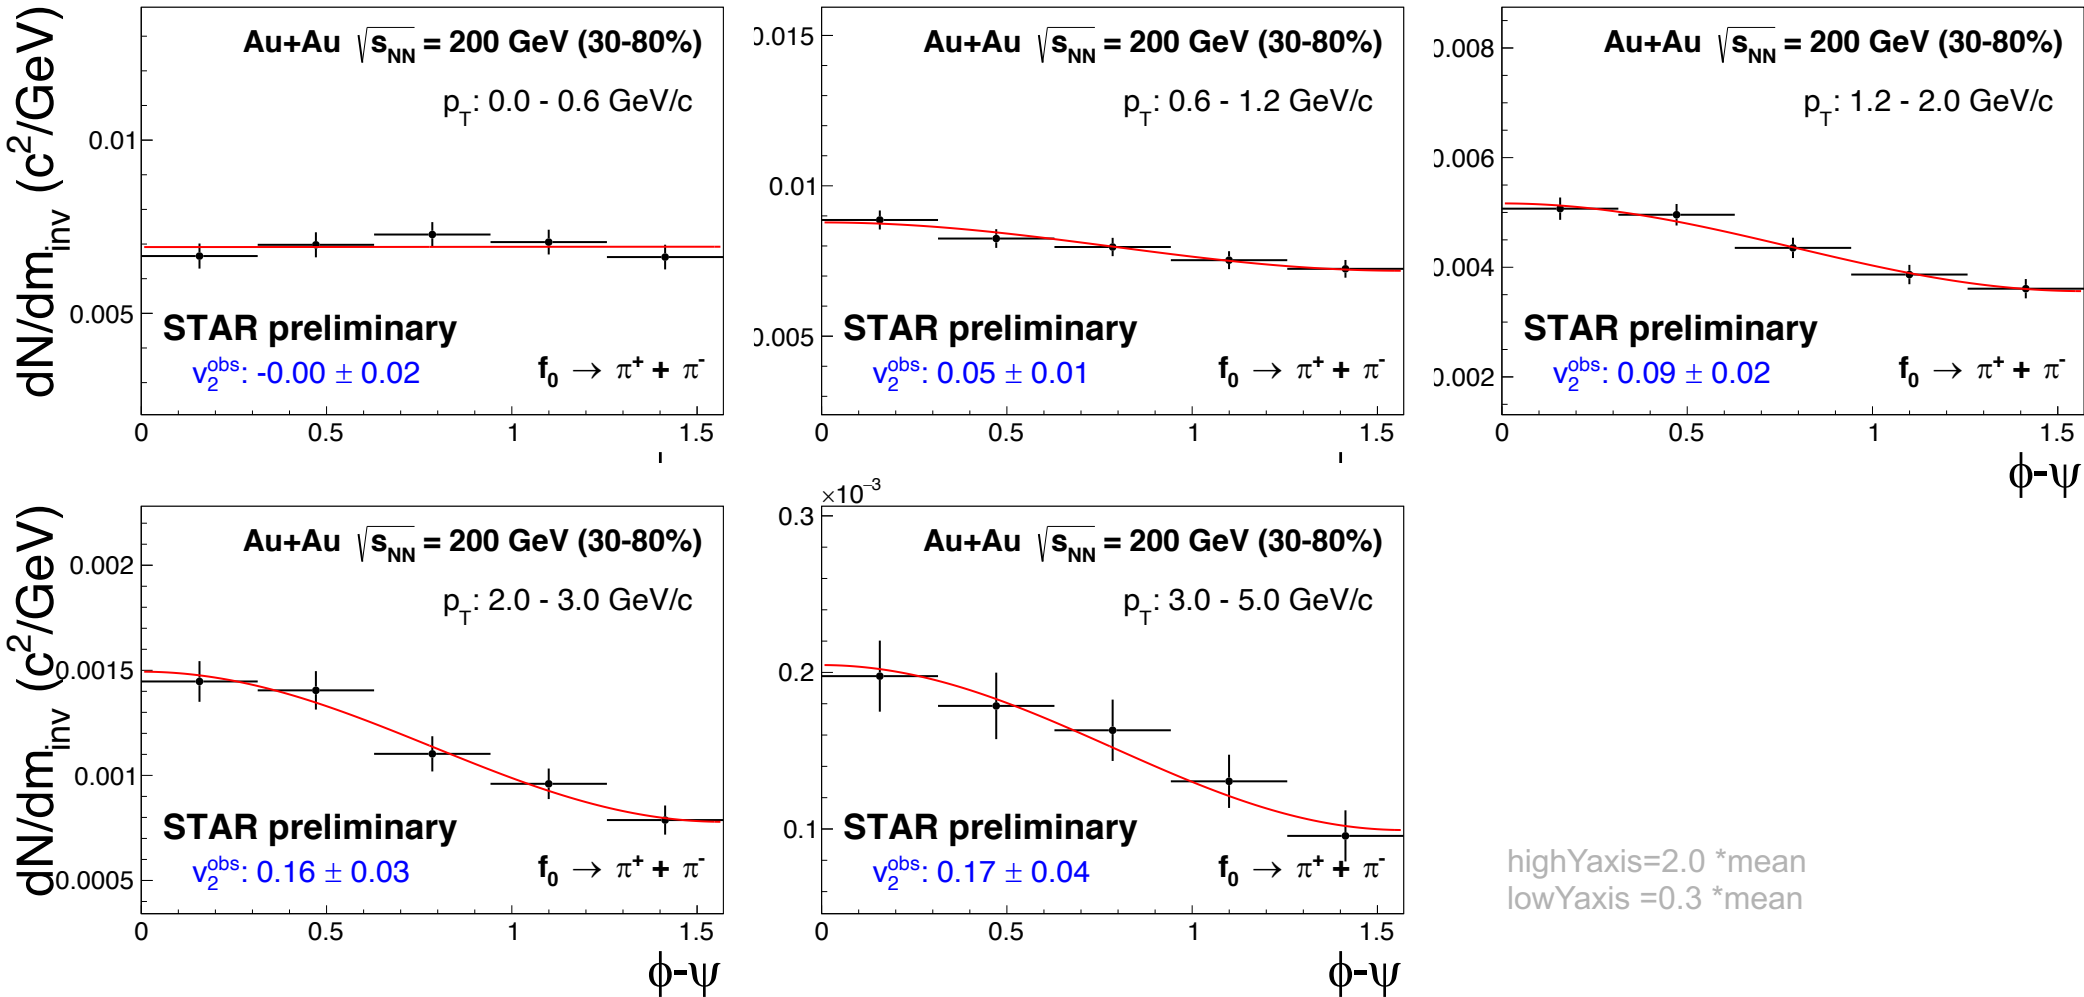 Au+Au √sNN = 200 GeV (30-80%)
pT: 0.0 - 0.6 GeV/c
dN/dminv (c²/GeV)
0.01
0.005
STAR preliminary
v₂obs: -0.00 ± 0.02
f₀ → π⁺ + π⁻
0 0.5 1 1.5
Au+Au √sNN = 200 GeV (30-80%)
pT: 0.6 - 1.2 GeV/c
0.015
0.01
0.005
STAR preliminary
v₂obs: 0.05 ± 0.01
f₀ → π⁺ + π⁻
0 0.5 1 1.5
Au+Au √sNN = 200 GeV (30-80%)
pT: 1.2 - 2.0 GeV/c
0.008
0.006
0.004
0.002
STAR preliminary
v₂obs: 0.09 ± 0.02
f₀ → π⁺ + π⁻
0 0.5 1 1.5
ϕ-ψ
Au+Au √sNN = 200 GeV (30-80%)
pT: 2.0 - 3.0 GeV/c
dN/dminv (c²/GeV)
0.002
0.0015
0.001
0.0005
STAR preliminary
v₂obs: 0.16 ± 0.03
f₀ → π⁺ + π⁻
0 0.5 1 1.5
ϕ-ψ
×10⁻³
Au+Au √sNN = 200 GeV (30-80%)
pT: 3.0 - 5.0 GeV/c
0.3
0.2
0.1
STAR preliminary
v₂obs: 0.17 ± 0.04
f₀ → π⁺ + π⁻
0 0.5 1 1.5
ϕ-ψ
highYaxis=2.0 *mean
lowYaxis =0.3 *mean